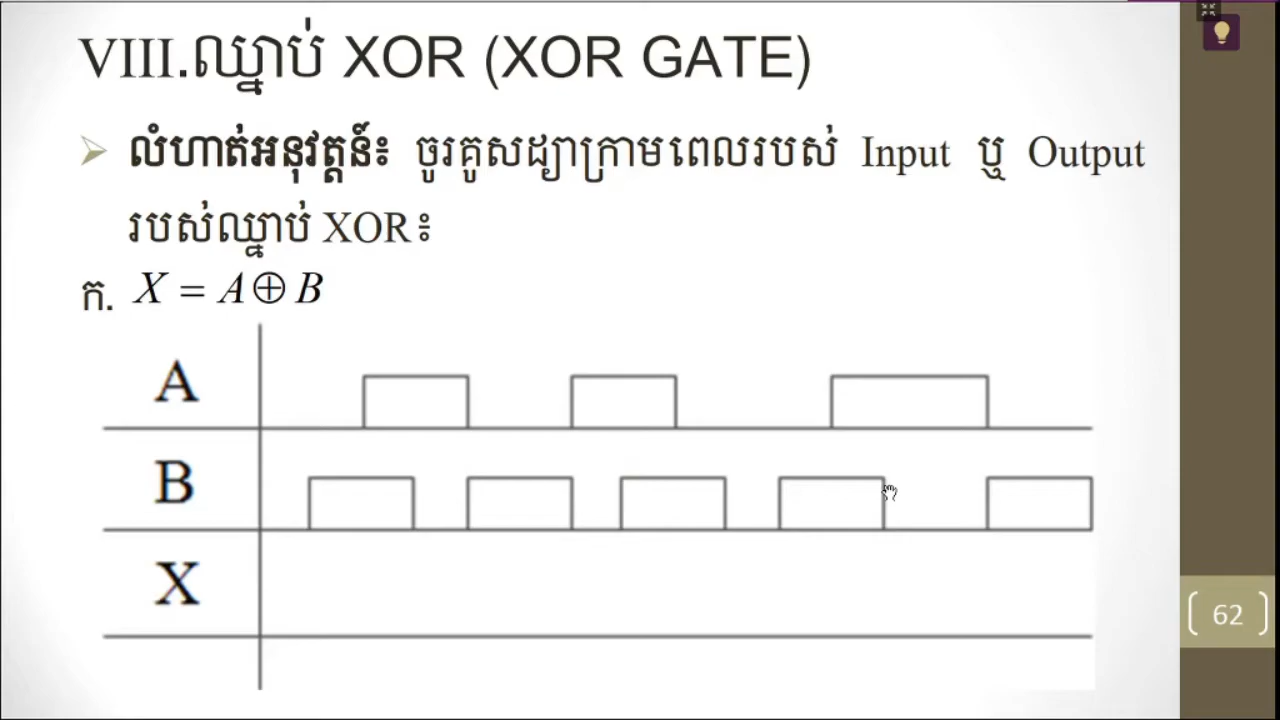 VIII.ឈ្នាប់ XOR (XOR GATE)
លំហាត់អនុវត្តន៍៖ ចូរគូសដ្យាក្រាមពេលរបស់ Input ឬ Output
របស់ឈ្នាប់ XOR៖
ក. X = A ⊕ B
A
B
X
62